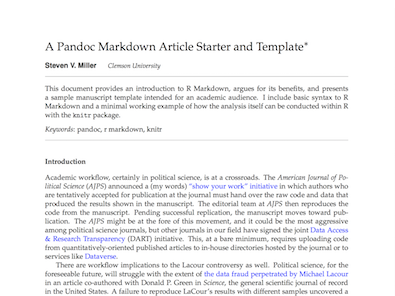 A Pandoc Markdown Article Starter and Template*
Steven V. Miller Clemson University
This document provides an introduction to R Markdown, argues for its benefits, and presents
a sample manuscript template intended for an academic audience. I include basic syntax to R
Markdown and a minimal working example of how the analysis itself can be conducted within R
with the knitr package.
Keywords: pandoc, r markdown, knitr
Introduction
Academic workflow, certainly in political science, is at a crossroads. The American Journal of Po-
litical Science (AJPS) announced a (my words) "show your work" initiative in which authors who
are tentatively accepted for publication at the journal must hand over the raw code and data that
produced the results shown in the manuscript. The editorial team at AJPS then reproduces the
code from the manuscript. Pending successful replication, the manuscript moves toward pub-
lication. The AJPS might be at the fore of this movement, and it could be the most aggressive
among political science journals, but other journals in our field have signed the joint Data Access
& Research Transparency (DART) initiative. This, at a bare minimum, requires uploading code
from quantitatively-oriented published articles to in-house directories hosted by the journal or to
services like Dataverse.
There are workflow implications to the Lacour controversy as well. Political science, for the
foreseeable future, will struggle with the extent of the data fraud perpetrated by Michael Lacour
in an article co-authored with Donald P. Green in Science, the general scientific journal of record
in the United States. A failure to reproduce LaCour's results with different samples uncovered a